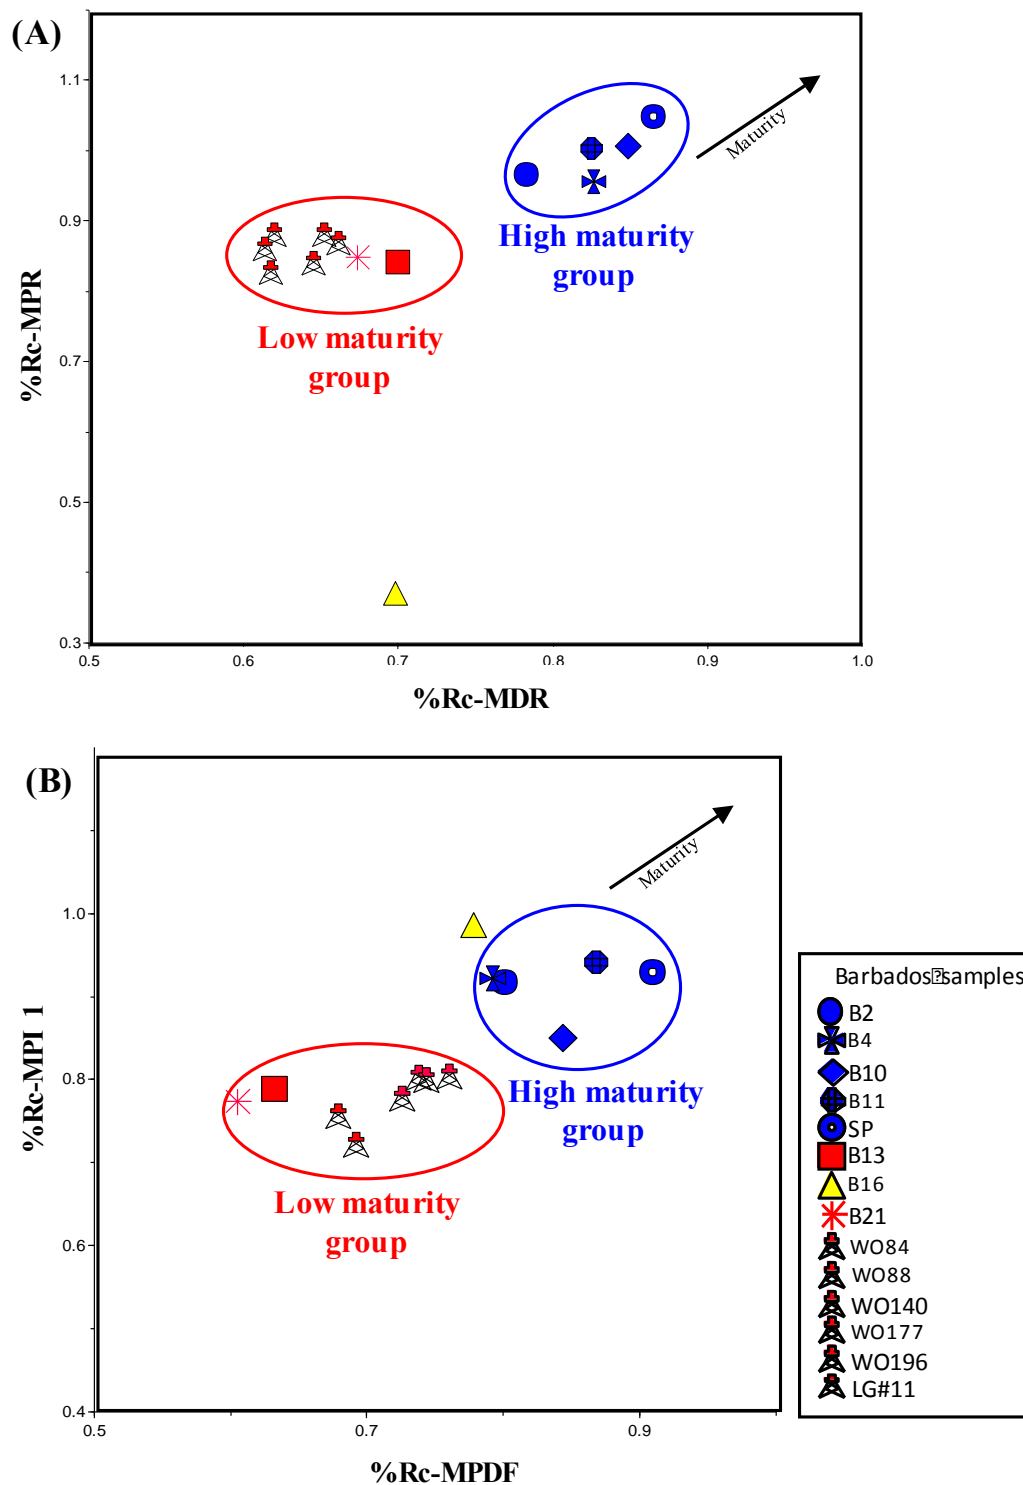 (A)
1.1
0.9
0.7
0.5
0.3
%Rc-MPR
Maturity
High maturity
group
Low maturity
group
0.5
0.6
0.7
0.8
0.9
1.0
%Rc-MDR
(B)
1.0
0.8
0.6
0.4
%Rc-MPI 1
Maturity
High maturity
group
Low maturity
group
0.5
0.7
0.9
%Rc-MPDF
Barbados⍰samples
B2
B4
B10
B11
SP
B13
B16
B21
WO84
WO88
WO140
WO177
WO196
LG#11